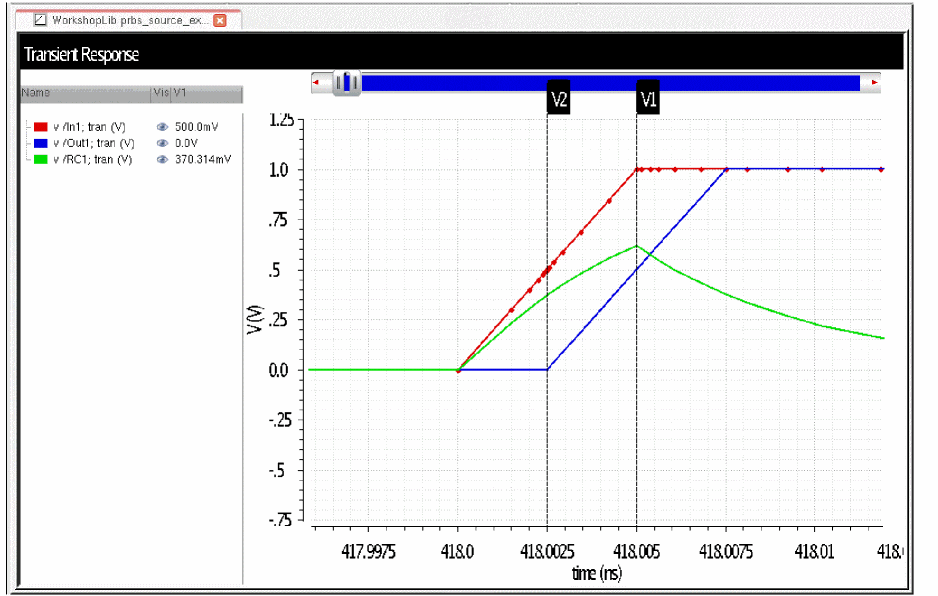 WorkshopLib prbs_source_ex...
Transient Response
Name Vis V1
v /In1; tran (V) 500.0mV
v /Out1; tran (V) 0.0V
v /RC1; tran (V) 370.314mV
V2 V1
1.25
1.0
.75
.5
.25
0.0
-.25
-.5
-.75
V (V)
417.9975 418.0 418.0025 418.005 418.0075 418.01 418.
time (ns)